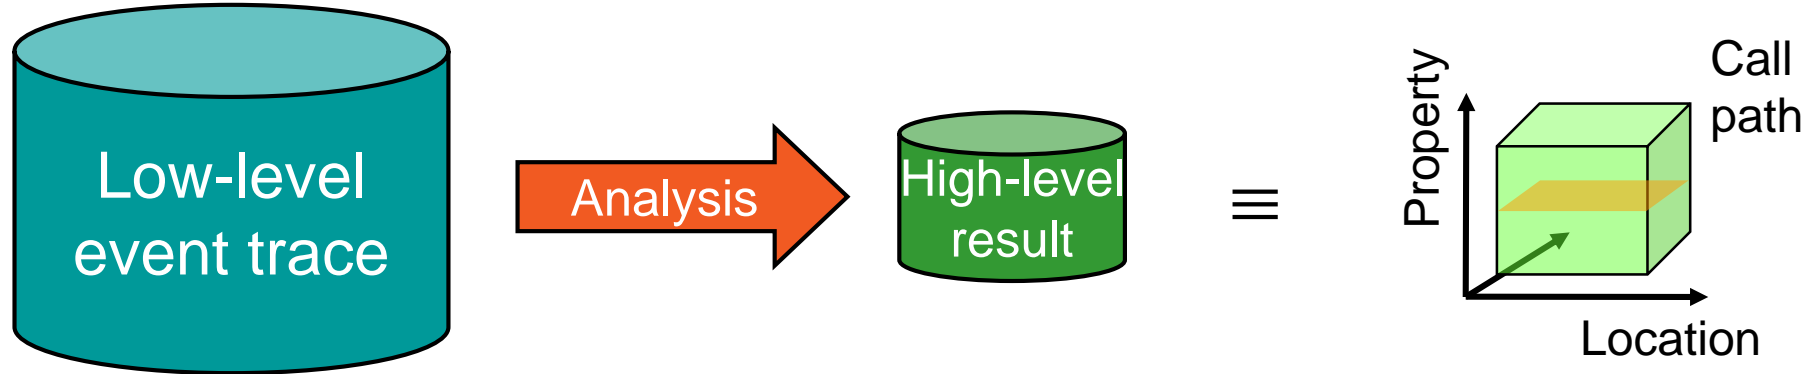 Low-level
event trace
Analysis
High-level
result
≡
Property
Call
path
Location